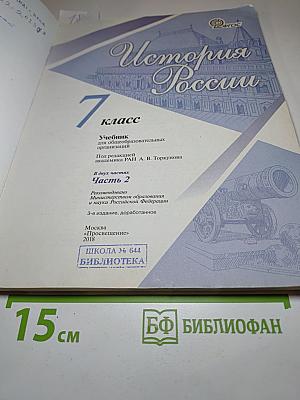 История
России
7 класс
Учебник
для общеобразовательных
организаций
Под редакцией
академика РАН А. В. Торкунова
В двух частях
Часть 2
Рекомендовано
Министерством образования
и науки Российской Федерации
3-е издание, доработанное
Москва
«Просвещение»
2018
ШКОЛА № 644
БИБЛИОТЕКА
15 см
БФ БИБЛИОФАН